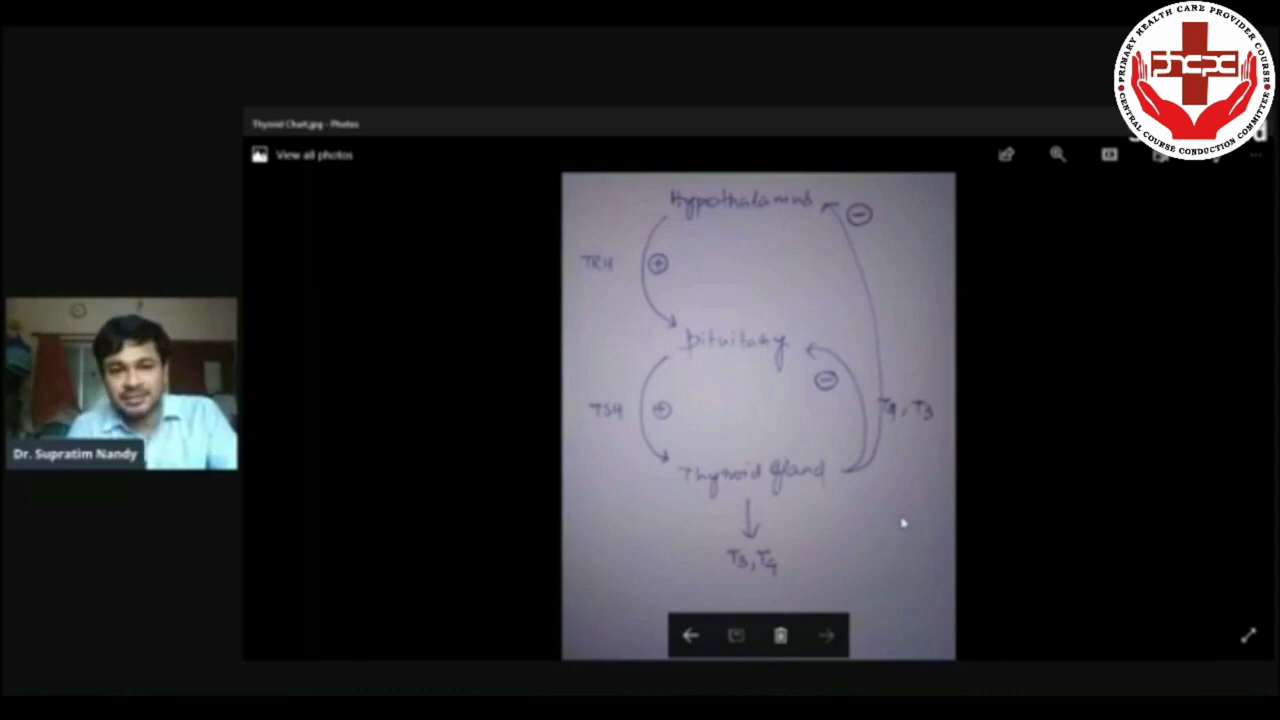 PRIMARY HEALTH CARE PROVIDER COURSE
phcpc
CENTRAL COURSE CONDUCTION COMMITTEE
Thyroid Chart.jpg - Photos
View all photos
Hypothalamus
TRH
Pituitary
TSH
T4, T3
Thyroid Gland
T3, T4
Dr. Supratim Nandy